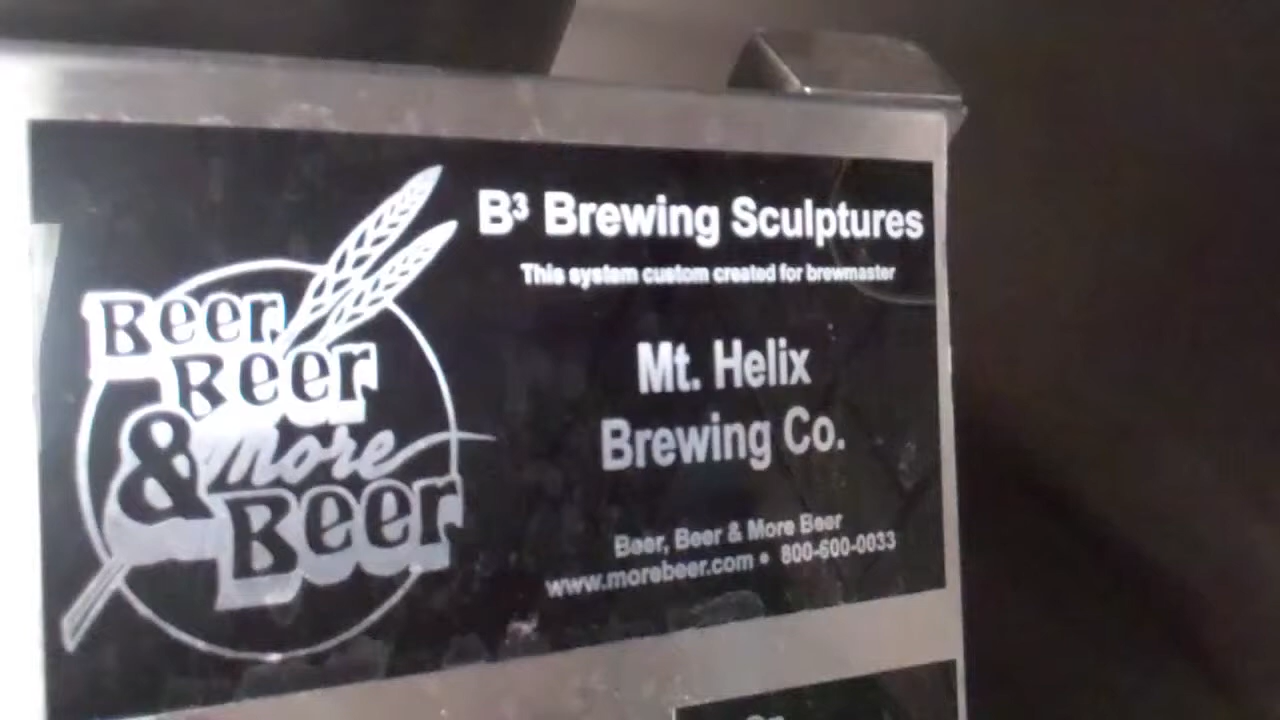 Beer,
Beer
& More
Beer
B³ Brewing Sculptures
This system custom created for brewmaster
Mt. Helix
Brewing Co.
Beer, Beer & More Beer
www.morebeer.com • 800-600-0033